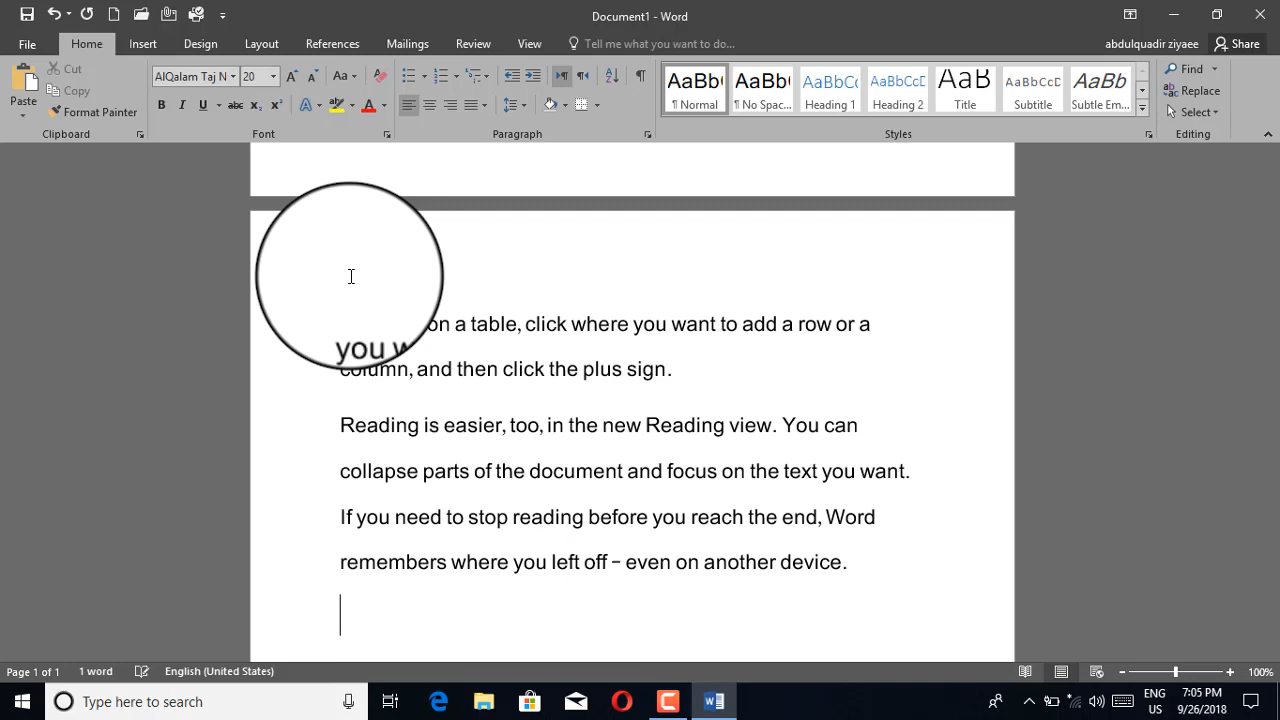 Document1 - Word
File Home Insert Design Layout References Mailings Review View Tell me what you want to do... abdulquadir ziyaee Share
Paste
Cut
Copy
Format Painter
Clipboard
AlQalam Taj N 20
Font
Paragraph
AaBb( AaBbC AaBbCc AaBbCcD AaB AaBbCcD AaBb
¶ Normal ¶ No Spac... Heading 1 Heading 2 Title Subtitle Subtle Em...
Styles
Find
Replace
Select
Editing
you w
on a table, click where you want to add a row or a
column, and then click the plus sign.
Reading is easier, too, in the new Reading view. You can
collapse parts of the document and focus on the text you want.
If you need to stop reading before you reach the end, Word
remembers where you left off - even on another device.
Page 1 of 1 1 word English (United States) 100%
Type here to search
ENG
US
7:05 PM
9/26/2018